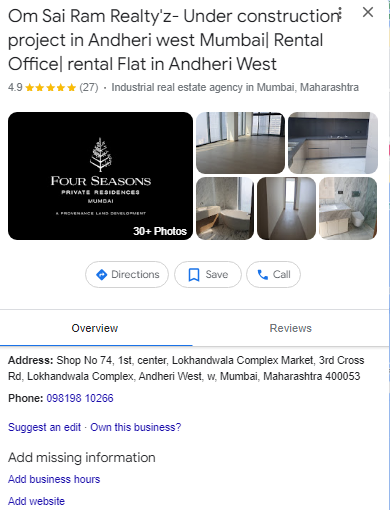 Om Sai Ram Realty'z- Under construction
project in Andheri west Mumbai| Rental
Office| rental Flat in Andheri West
4.9 ★★★★★ (27) · Industrial real estate agency in Mumbai, Maharashtra
FOUR SEASONS
PRIVATE RESIDENCES
MUMBAI
A PROVENANCE LAND DEVELOPMENT
30+ Photos
Directions
Save
Call
Overview
Reviews
Address: Shop No 74, 1st, center, Lokhandwala Complex Market, 3rd Cross
Rd, Lokhandwala Complex, Andheri West, w, Mumbai, Maharashtra 400053
Phone: 098198 10266
Suggest an edit · Own this business?
Add missing information
Add business hours
Add website